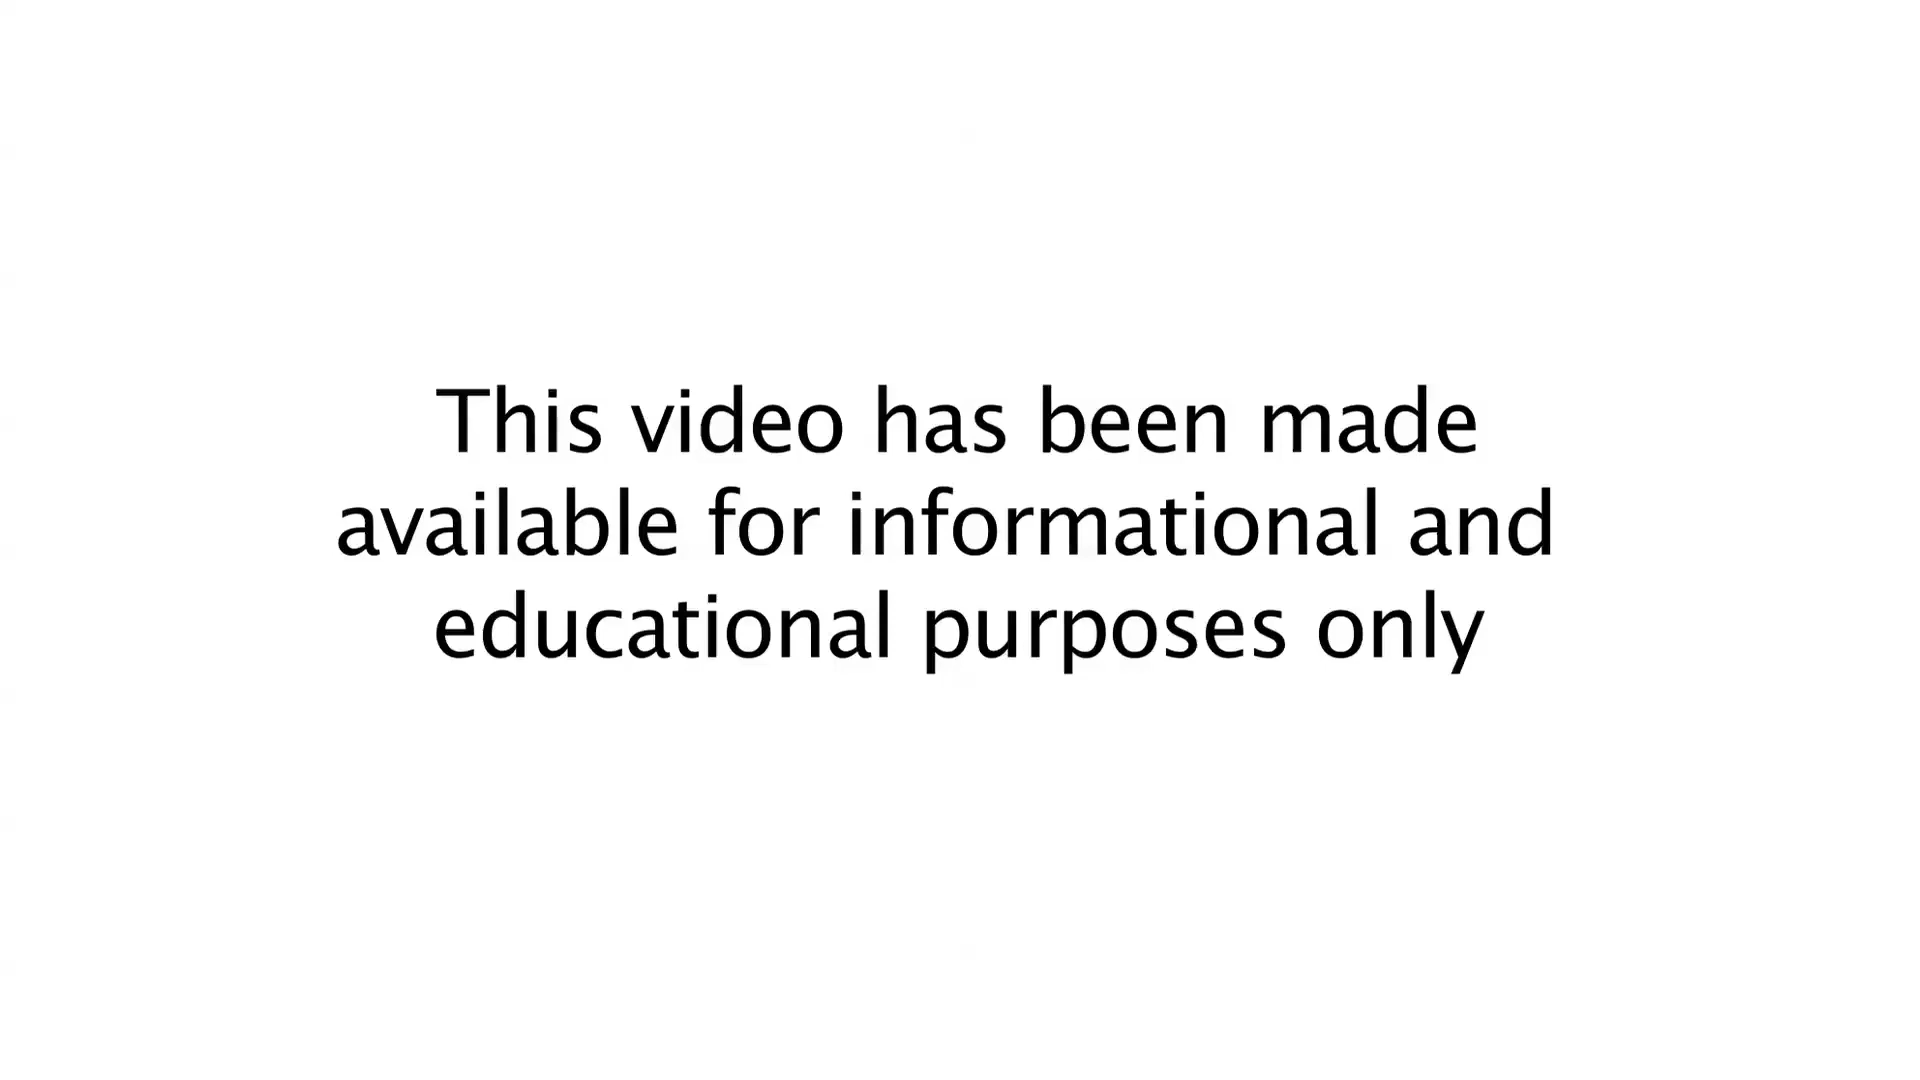 This video has been made
available for informational and
educational purposes only